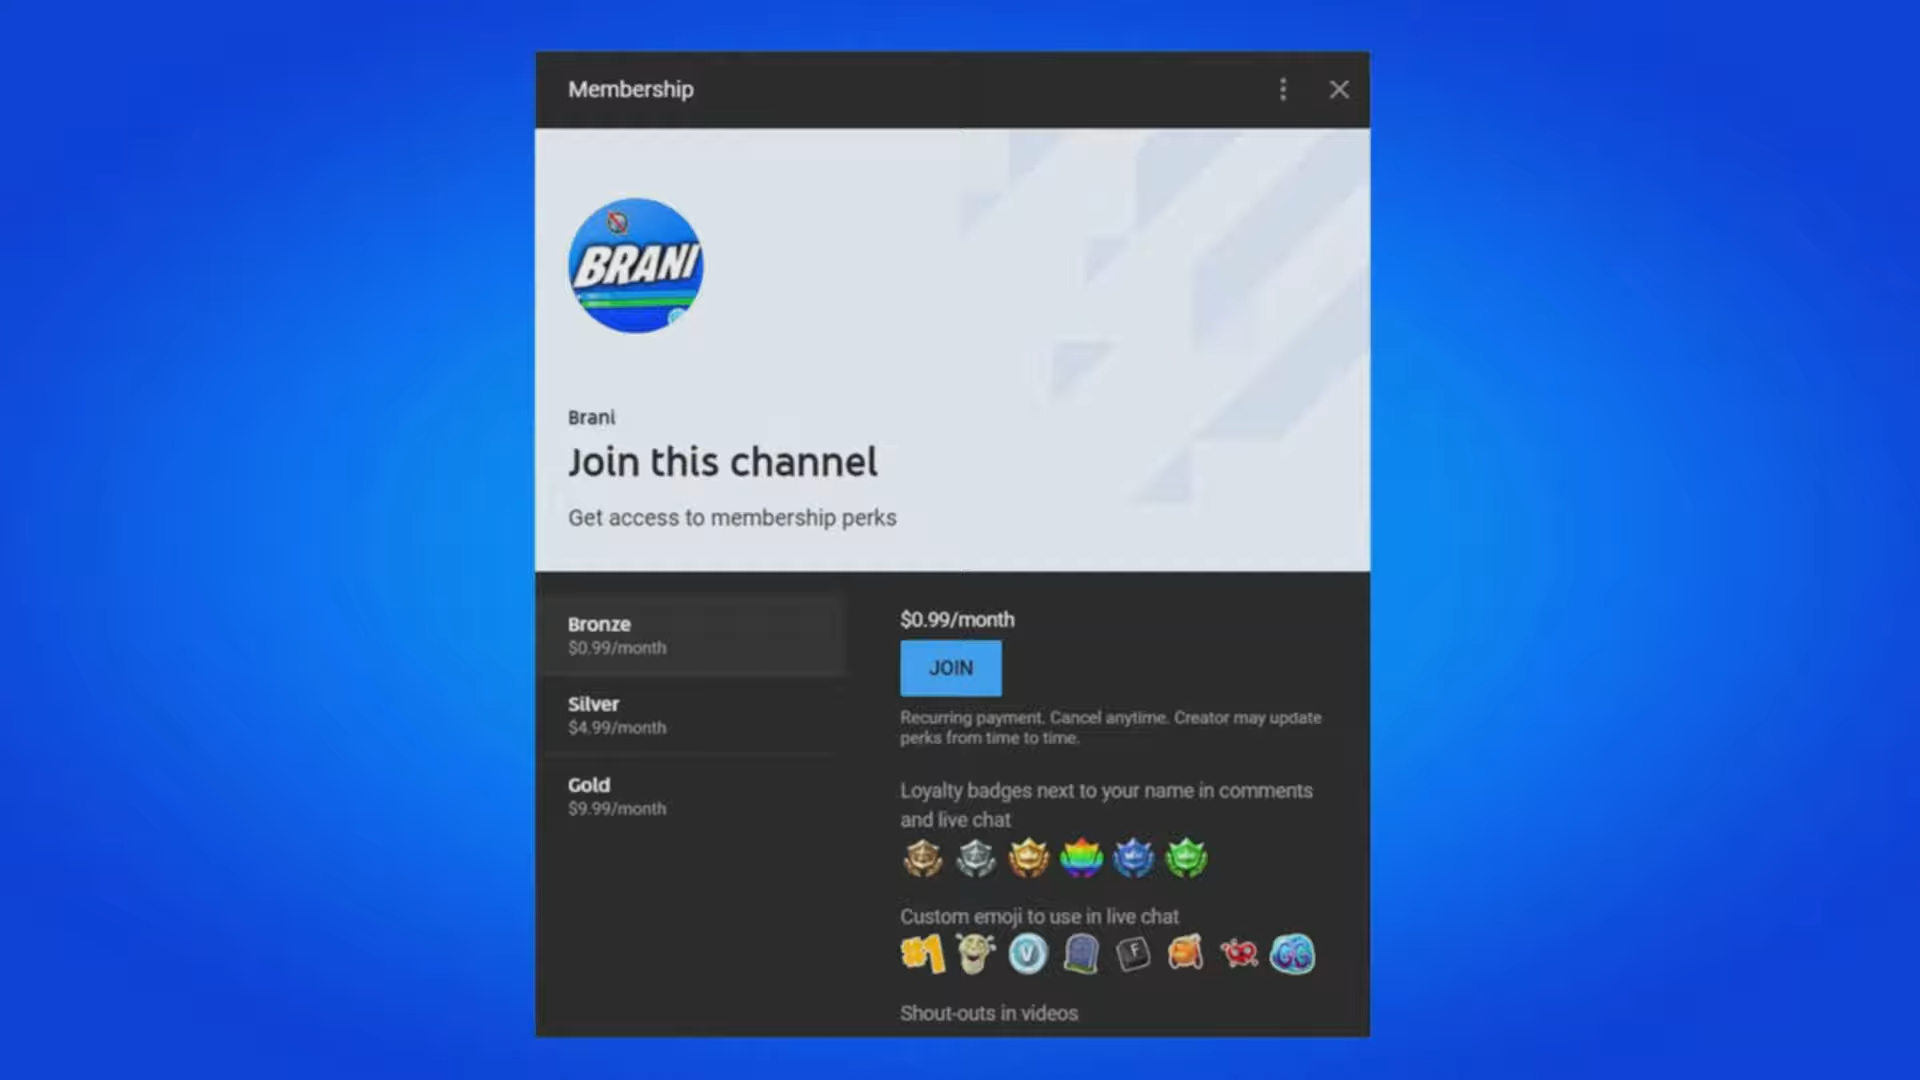 Membership
BRANI
Brani
Join this channel
Get access to membership perks
Bronze
$0.99/month
Silver
$4.99/month
Gold
$9.99/month
$0.99/month
JOIN
Recurring payment. Cancel anytime. Creator may update
perks from time to time.
Loyalty badges next to your name in comments
and live chat
Custom emoji to use in live chat
#1 V F GG
Shout-outs in videos